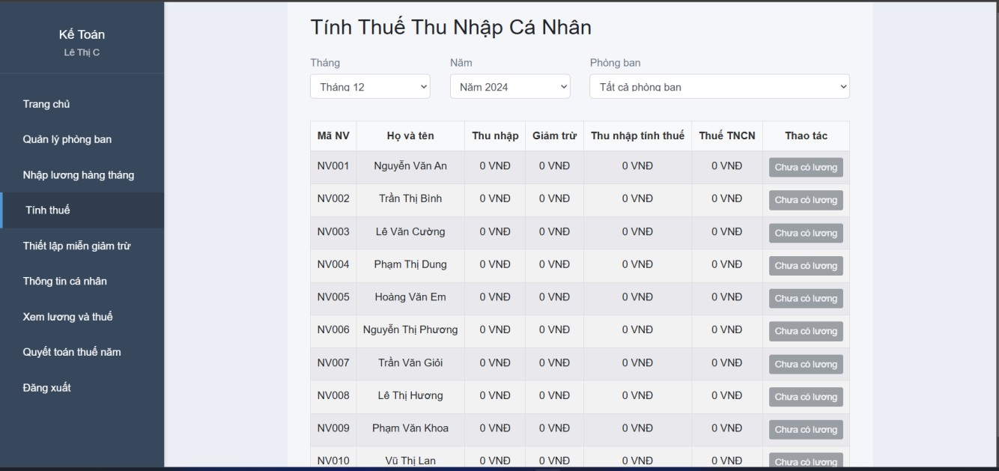 Kế Toán
Lê Thị C
Trang chủ
Quản lý phòng ban
Nhập lương hàng tháng
Tính thuế
Thiết lập miễn giảm trừ
Thông tin cá nhân
Xem lương và thuế
Quyết toán thuế năm
Đăng xuất
Tính Thuế Thu Nhập Cá Nhân
Tháng Năm Phòng ban
Tháng 12 Năm 2024 Tất cả phòng ban
Mã NV Họ và tên Thu nhập Giảm trừ Thu nhập tính thuế Thuế TNCN Thao tác
NV001 Nguyễn Văn An 0 VNĐ 0 VNĐ 0 VNĐ 0 VNĐ Chưa có lương
NV002 Trần Thị Bình 0 VNĐ 0 VNĐ 0 VNĐ 0 VNĐ Chưa có lương
NV003 Lê Văn Cường 0 VNĐ 0 VNĐ 0 VNĐ 0 VNĐ Chưa có lương
NV004 Phạm Thị Dung 0 VNĐ 0 VNĐ 0 VNĐ 0 VNĐ Chưa có lương
NV005 Hoàng Văn Em 0 VNĐ 0 VNĐ 0 VNĐ 0 VNĐ Chưa có lương
NV006 Nguyễn Thị Phương 0 VNĐ 0 VNĐ 0 VNĐ 0 VNĐ Chưa có lương
NV007 Trần Văn Giỏi 0 VNĐ 0 VNĐ 0 VNĐ 0 VNĐ Chưa có lương
NV008 Lê Thị Hương 0 VNĐ 0 VNĐ 0 VNĐ 0 VNĐ Chưa có lương
NV009 Phạm Văn Khoa 0 VNĐ 0 VNĐ 0 VNĐ 0 VNĐ Chưa có lương
NV010 Vũ Thị Lan 0 VNĐ 0 VNĐ 0 VNĐ 0 VNĐ Chưa có lương